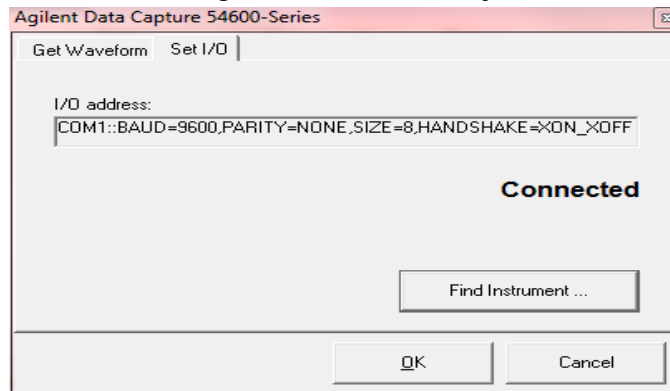 Agilent Data Capture 54600-Series
Get Waveform Set I/O
I/O address:
COM1::BAUD=9600,PARITY=NONE,SIZE=8,HANDSHAKE=XON_XOFF
Connected
Find Instrument ...
OK Cancel